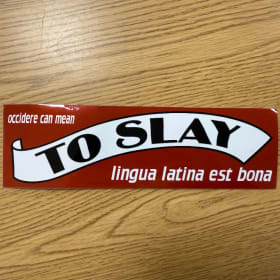 occidere can mean
TO SLAY
lingua latina est bona